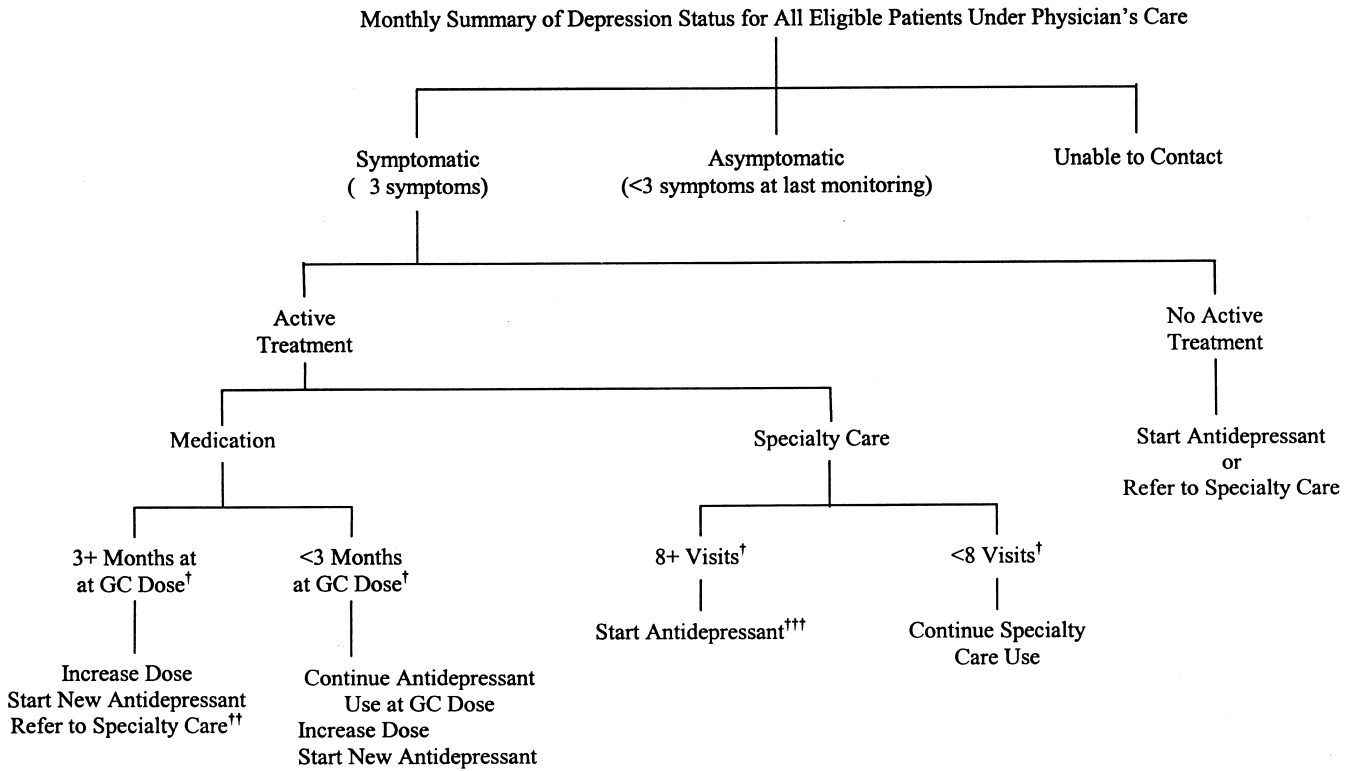 Monthly Summary of Depression Status for All Eligible Patients Under Physician's Care
Symptomatic
( 3 symptoms)
Asymptomatic
(<3 symptoms at last monitoring)
Unable to Contact
Active
Treatment
No Active
Treatment
Medication
Specialty Care
Start Antidepressant
or
Refer to Specialty Care
3+ Months at
at GC Dose†
<3 Months
at GC Dose†
8+ Visits†
<8 Visits†
Increase Dose
Start New Antidepressant
Refer to Specialty Care††
Continue Antidepressant
Use at GC Dose
Increase Dose
Start New Antidepressant
Start Antidepressant†††
Continue Specialty
Care Use